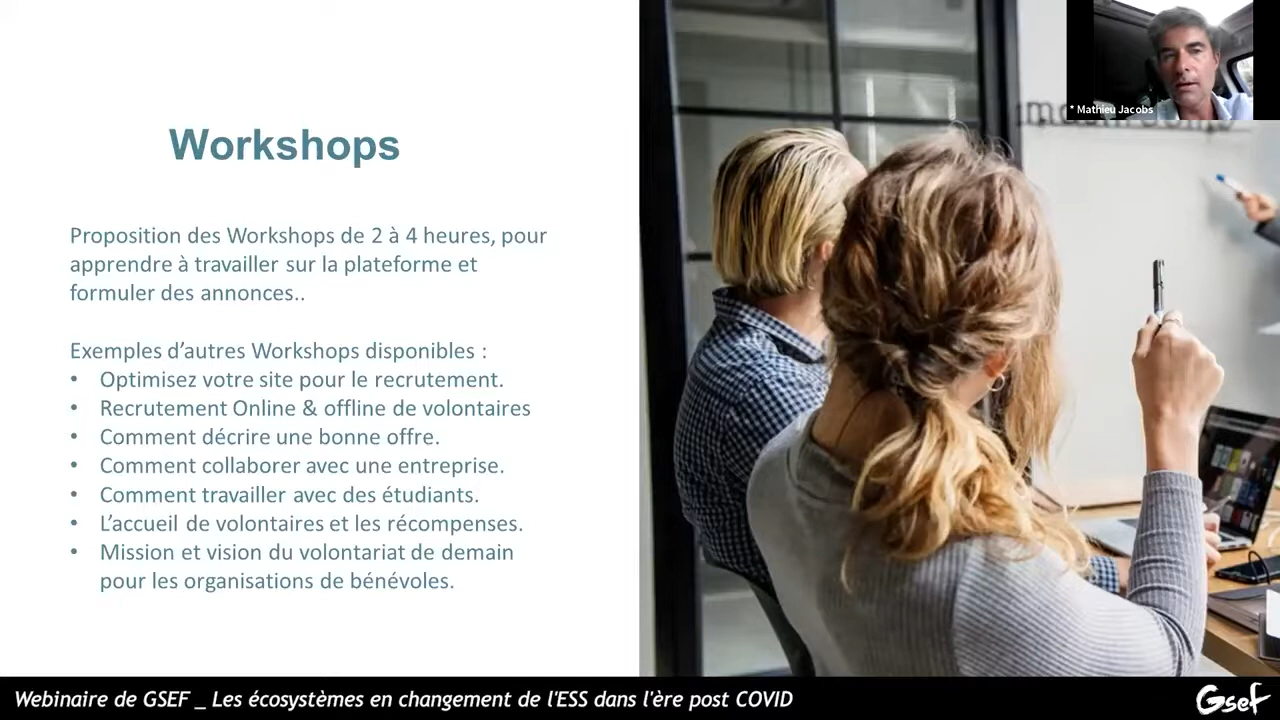 * Mathieu Jacobs
Workshops
Proposition des Workshops de 2 à 4 heures, pour
apprendre à travailler sur la plateforme et
formuler des annonces..
Exemples d’autres Workshops disponibles :
• Optimisez votre site pour le recrutement.
• Recrutement Online & offline de volontaires
• Comment décrire une bonne offre.
• Comment collaborer avec une entreprise.
• Comment travailler avec des étudiants.
• L’accueil de volontaires et les récompenses.
• Mission et vision du volontariat de demain
pour les organisations de bénévoles.
Webinaire de GSEF _ Les écosystèmes en changement de l'ESS dans l'ère post COVID
Gsef